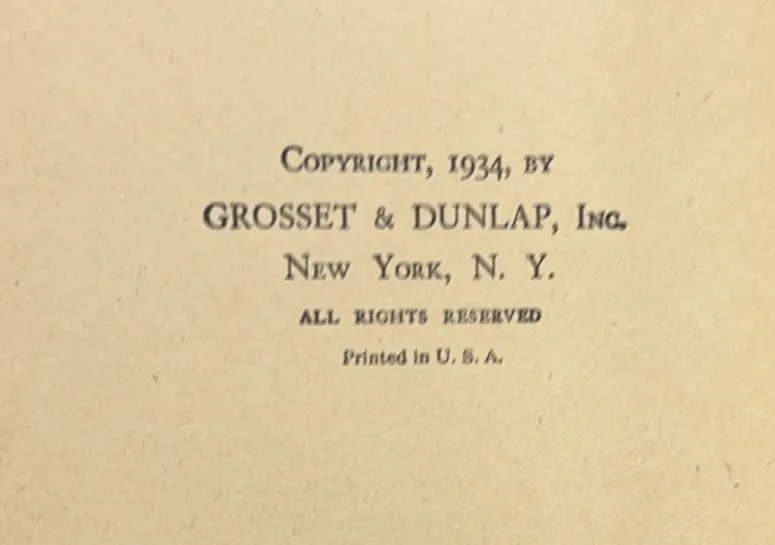 Copyright, 1934, by
GROSSET & DUNLAP, Inc.
New York, N. Y.
ALL RIGHTS RESERVED
Printed in U. S. A.